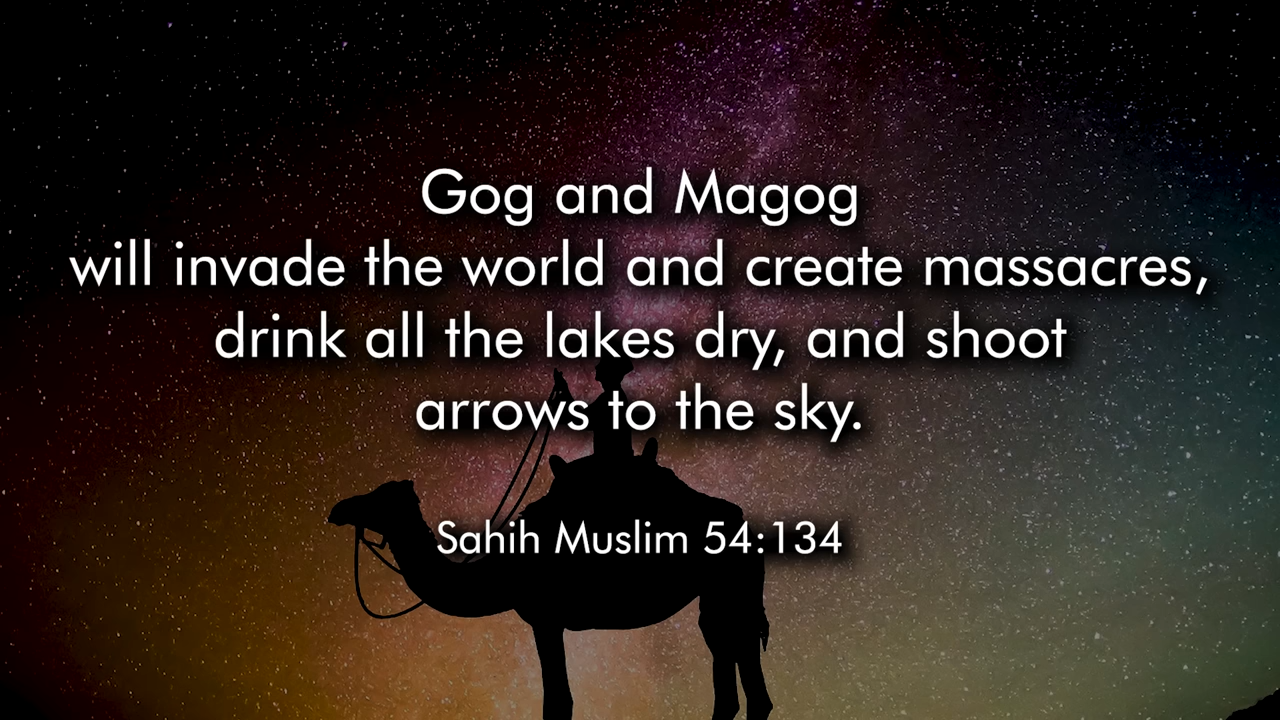 Gog and Magog
will invade the world and create massacres,
drink all the lakes dry, and shoot
arrows to the sky.
Sahih Muslim 54:134